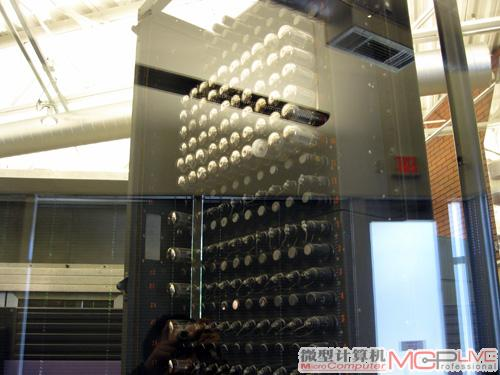 微型计算机 MCPLIVE
MicroComputer Professional